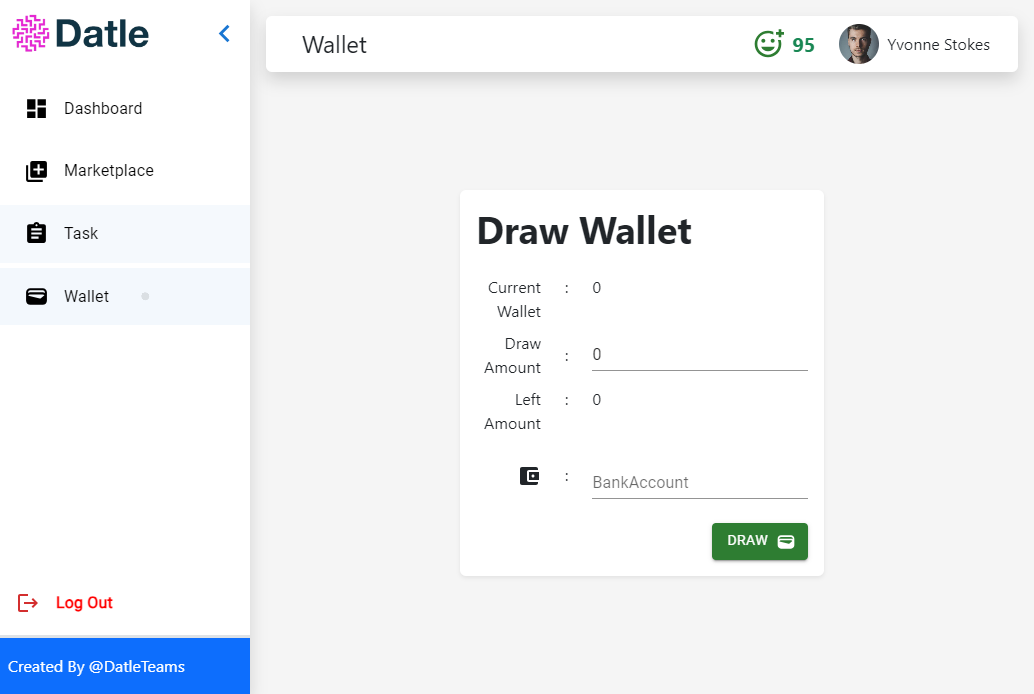 Datle
Dashboard
Marketplace
Task
Wallet
Log Out
Created By @DatleTeams
Wallet
95
Yvonne Stokes
Draw Wallet
Current
Wallet
: 0
Draw
Amount
: 0
Left
Amount
: 0
: BankAccount
DRAW